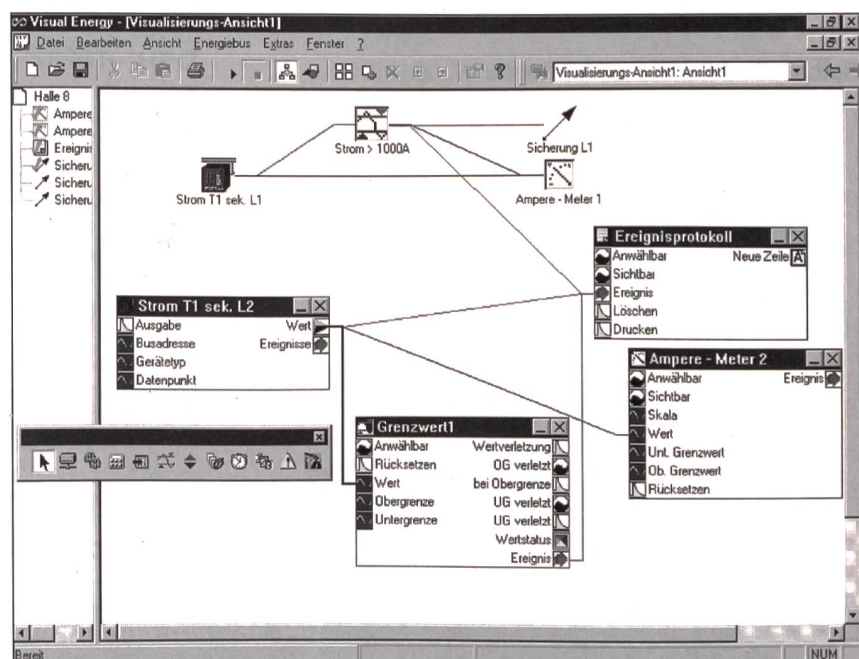 Visual Energy - [Visualisierungs-Ansicht1]
Datei Bearbeiten Ansicht Energiebus Extras Fenster ?
Visualisierungs-Ansicht1: Ansicht1
Halle 8
Ampere
Ampere
Ereigni
Sicheru
Sicheru
Sicheru
Strom > 1000A
Sicherung L1
Strom T1 sek. L1
Ampere - Meter 1
Ereignisprotokoll
Anwählbar Neue Zeile A
Sichtbar
Ereignis
Löschen
Drucken
Strom T1 sek. L2
Ausgabe Wert
Busadresse Ereignisse
Gerätetyp
Datenpunkt
Ampere - Meter 2
Anwählbar Ereignis
Sichtbar
Skala
Wert
Unt. Grenzwert
Ob. Grenzwert
Rücksetzen
Grenzwert1
Anwählbar Wertverletzung
Rücksetzen OG verletzt
Wert bei Obergrenze
Obergrenze UG verletzt
Untergrenze UG verletzt
Wertstatus
Ereignis
Bereit NUM